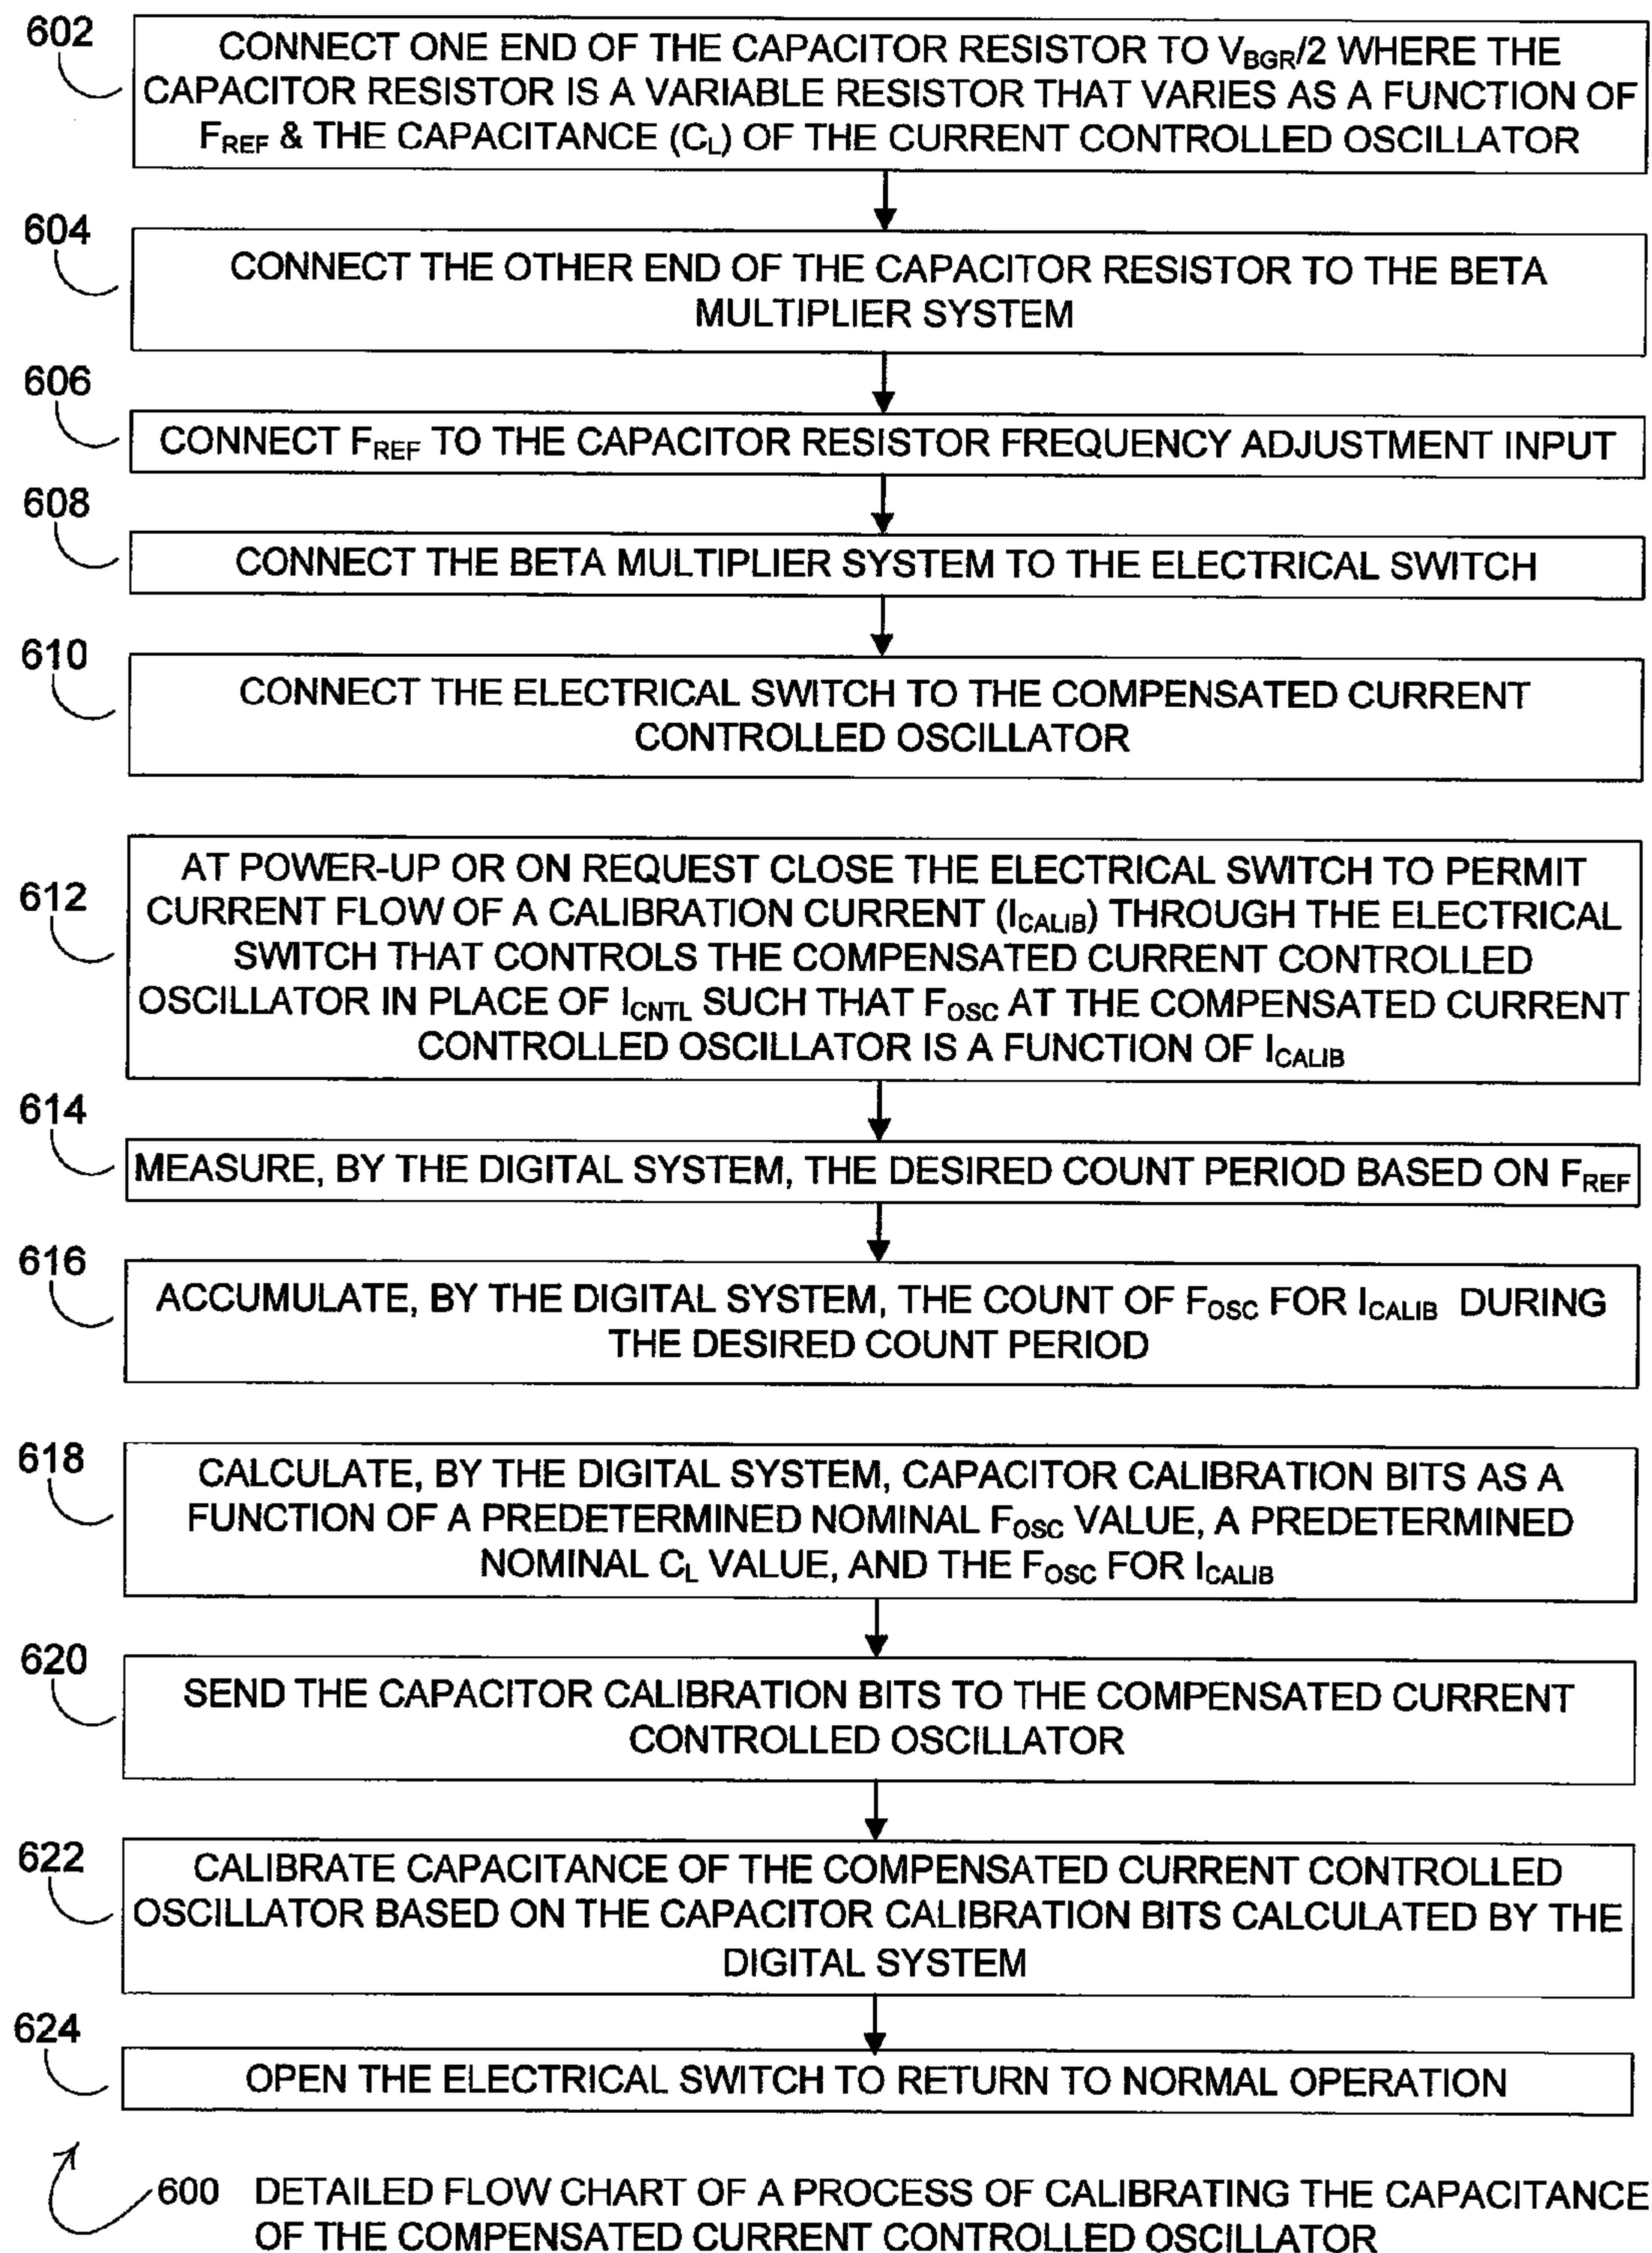 602
CONNECT ONE END OF THE CAPACITOR RESISTOR TO VBGR/2 WHERE THE
CAPACITOR RESISTOR IS A VARIABLE RESISTOR THAT VARIES AS A FUNCTION OF
FREF & THE CAPACITANCE (CL) OF THE CURRENT CONTROLLED OSCILLATOR
604
CONNECT THE OTHER END OF THE CAPACITOR RESISTOR TO THE BETA
MULTIPLIER SYSTEM
606
CONNECT FREF TO THE CAPACITOR RESISTOR FREQUENCY ADJUSTMENT INPUT
608
CONNECT THE BETA MULTIPLIER SYSTEM TO THE ELECTRICAL SWITCH
610
CONNECT THE ELECTRICAL SWITCH TO THE COMPENSATED CURRENT
CONTROLLED OSCILLATOR
612
AT POWER-UP OR ON REQUEST CLOSE THE ELECTRICAL SWITCH TO PERMIT
CURRENT FLOW OF A CALIBRATION CURRENT (ICALIB) THROUGH THE ELECTRICAL
SWITCH THAT CONTROLS THE COMPENSATED CURRENT CONTROLLED
OSCILLATOR IN PLACE OF ICNTL SUCH THAT FOSC AT THE COMPENSATED CURRENT
CONTROLLED OSCILLATOR IS A FUNCTION OF ICALIB
614
MEASURE, BY THE DIGITAL SYSTEM, THE DESIRED COUNT PERIOD BASED ON FREF
616
ACCUMULATE, BY THE DIGITAL SYSTEM, THE COUNT OF FOSC FOR ICALIB DURING
THE DESIRED COUNT PERIOD
618
CALCULATE, BY THE DIGITAL SYSTEM, CAPACITOR CALIBRATION BITS AS A
FUNCTION OF A PREDETERMINED NOMINAL FOSC VALUE, A PREDETERMINED
NOMINAL CL VALUE, AND THE FOSC FOR ICALIB
620
SEND THE CAPACITOR CALIBRATION BITS TO THE COMPENSATED CURRENT
CONTROLLED OSCILLATOR
622
CALIBRATE CAPACITANCE OF THE COMPENSATED CURRENT CONTROLLED
OSCILLATOR BASED ON THE CAPACITOR CALIBRATION BITS CALCULATED BY THE
DIGITAL SYSTEM
624
OPEN THE ELECTRICAL SWITCH TO RETURN TO NORMAL OPERATION
600 DETAILED FLOW CHART OF A PROCESS OF CALIBRATING THE CAPACITANCE
OF THE COMPENSATED CURRENT CONTROLLED OSCILLATOR